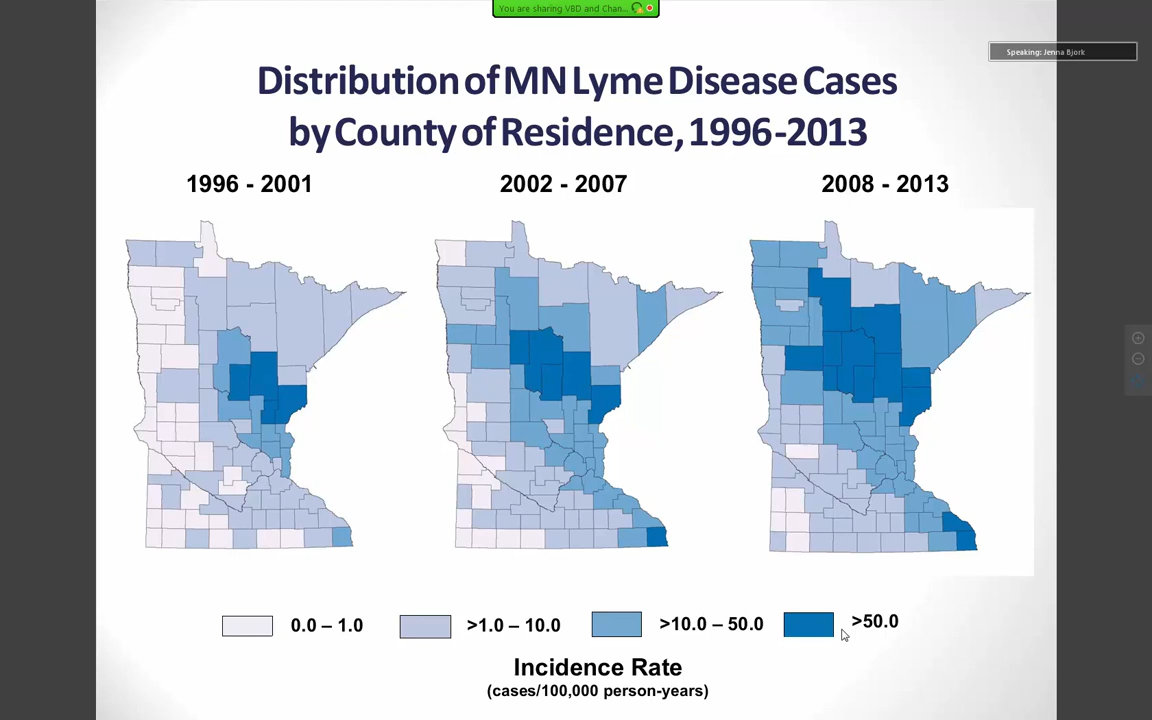 You are sharing VBD and Chan...
Speaking: Jenna Bjork
Distribution of MN Lyme Disease Cases
by County of Residence, 1996-2013
1996 - 2001
2002 - 2007
2008 - 2013
0.0 – 1.0
>1.0 – 10.0
>10.0 – 50.0
>50.0
Incidence Rate
(cases/100,000 person-years)